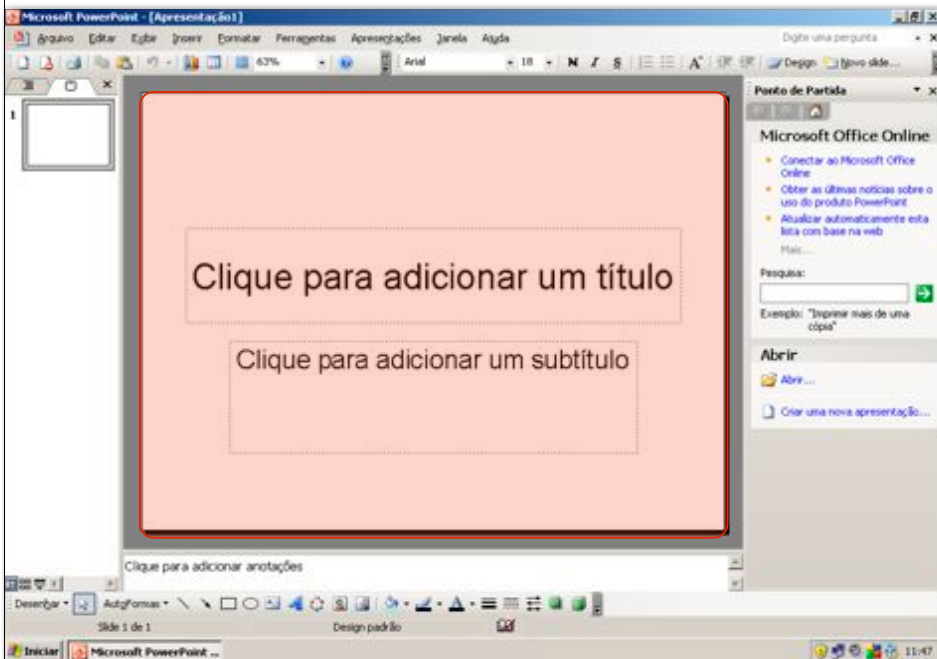 Microsoft PowerPoint - [Apresentação1]
Arquivo Editar Exibir Inserir Formatar Ferramentas Apresentações Janela Ajuda Digite uma pergunta
63% Arial 18 N I S A Design Novo slide...
Ponto de Partida
1
Microsoft Office Online
Conectar ao Microsoft Office
Online
Obter as últimas notícias sobre o
uso do produto PowerPoint
Atualizar automaticamente esta
lista com base na web
Mais...
Pesquisa:
Exemplo: "Imprimir mais de uma
cópia"
Abrir
Abrir...
Criar uma nova apresentação...
Clique para adicionar um título
Clique para adicionar um subtítulo
Clique para adicionar anotações
Desenhar AutoFormas A
Slide 1 de 1 Design padrão
Iniciar Microsoft PowerPoint ... 11:47